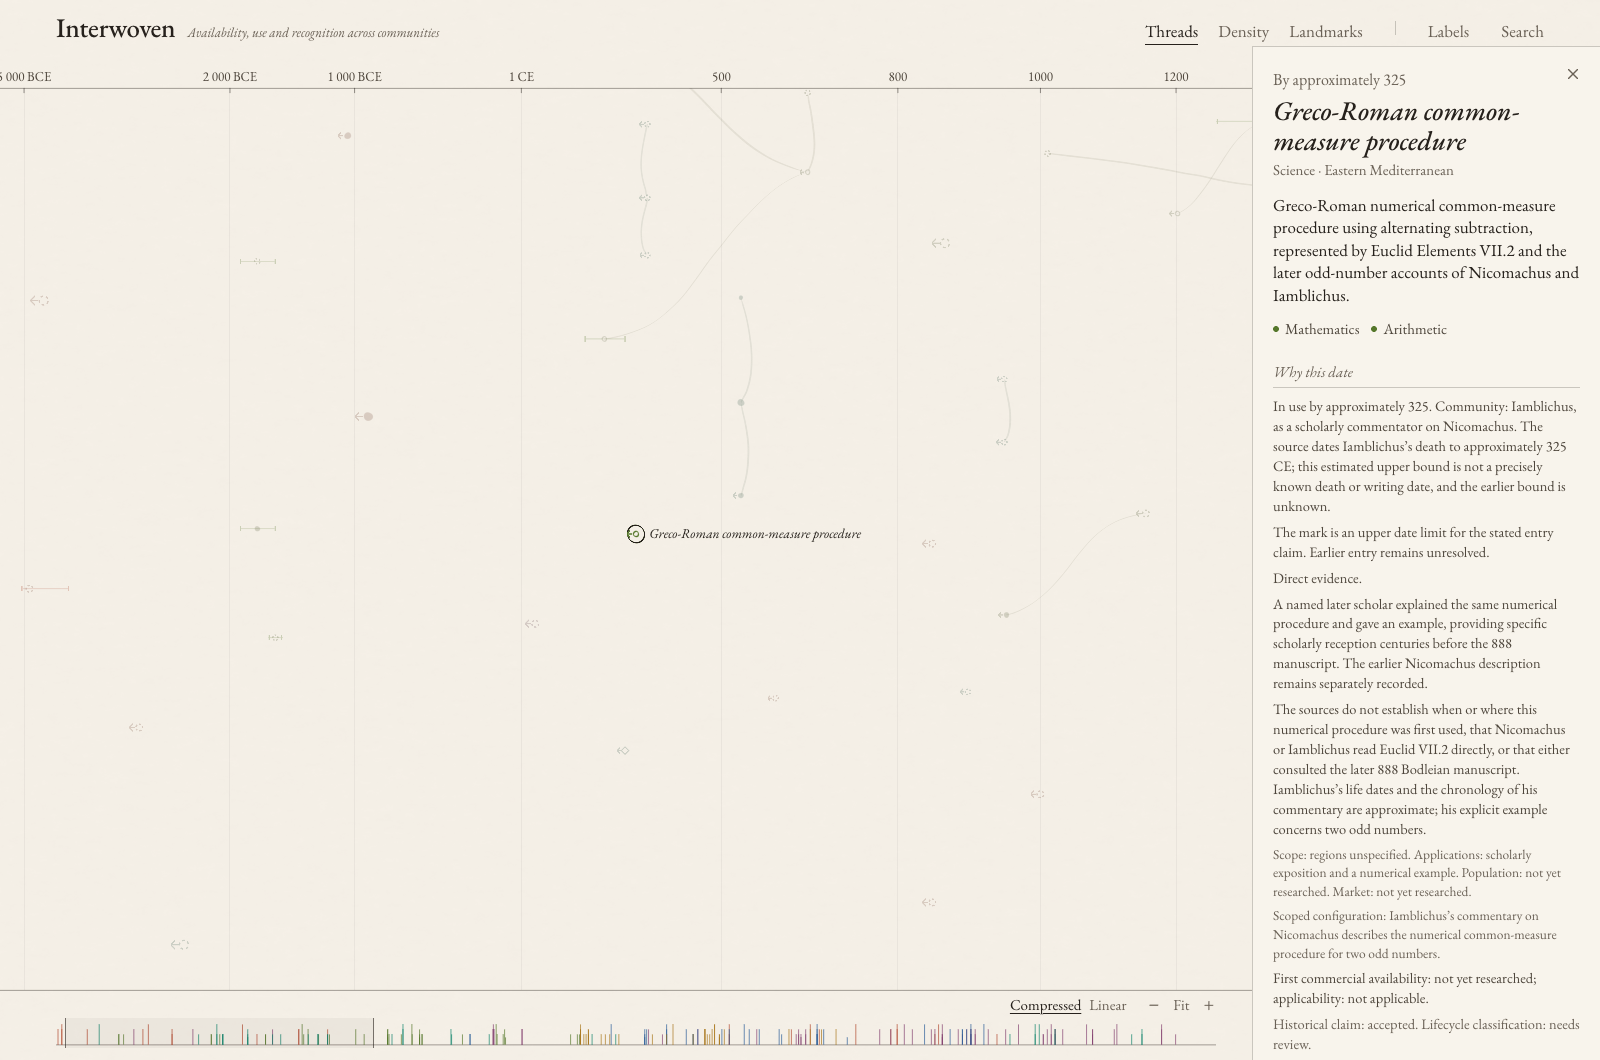 Interwoven
Availability, use and recognition across communities
Threads
Density
Landmarks
Labels
Search
000 BCE
2 000 BCE
1 000 BCE
1 CE
500
800
1000
1200
By approximately 325
Greco-Roman common-
measure procedure
Science · Eastern Mediterranean
Greco-Roman numerical common-measure
procedure using alternating subtraction,
represented by Euclid Elements VII.2 and the
later odd-number accounts of Nicomachus and
Iamblichus.
Mathematics
Arithmetic
Why this date
In use by approximately 325. Community: Iamblichus,
as a scholarly commentator on Nicomachus. The
source dates Iamblichus’s death to approximately 325
CE; this estimated upper bound is not a precisely
known death or writing date, and the earlier bound is
unknown.
The mark is an upper date limit for the stated entry
claim. Earlier entry remains unresolved.
Direct evidence.
A named later scholar explained the same numerical
procedure and gave an example, providing specific
scholarly reception centuries before the 888
manuscript. The earlier Nicomachus description
remains separately recorded.
The sources do not establish when or where this
numerical procedure was first used, that Nicomachus
or Iamblichus read Euclid VII.2 directly, or that either
consulted the later 888 Bodleian manuscript.
Iamblichus’s life dates and the chronology of his
commentary are approximate; his explicit example
concerns two odd numbers.
Scope: regions unspecified. Applications: scholarly
exposition and a numerical example. Population: not yet
researched. Market: not yet researched.
Scoped configuration: Iamblichus’s commentary on
Nicomachus describes the numerical common-measure
procedure for two odd numbers.
First commercial availability: not yet researched;
applicability: not applicable.
Historical claim: accepted. Lifecycle classification: needs
review.
Greco-Roman common-measure procedure
Compressed
Linear
− Fit +